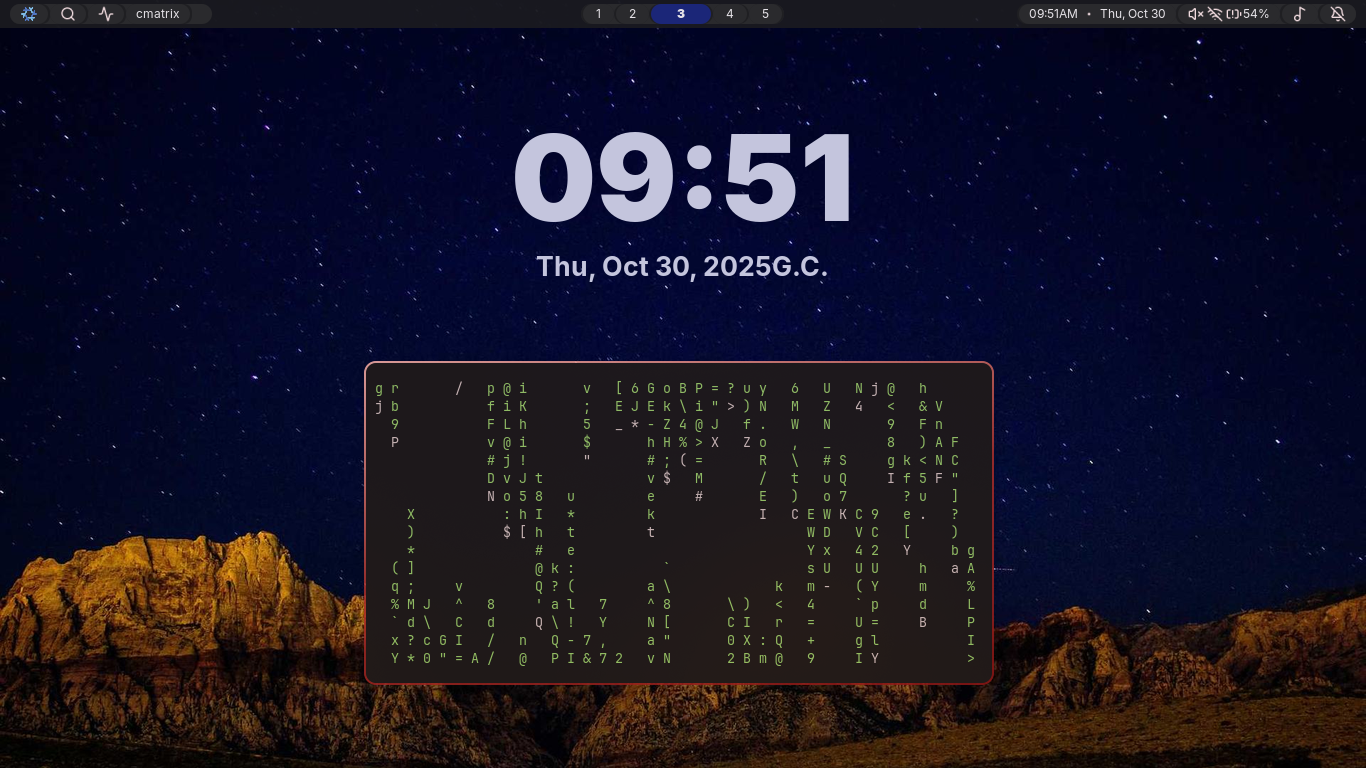 cmatrix
1 2 3 4 5
09:51AM • Thu, Oct 30
54%
09:51
Thu, Oct 30, 2025G.C.
g r / p @ i v [ 6 G o B P = ? u y 6 U N j @ h
j b f i K ; E J E k \ i " > ) N M Z 4 < & V
9 F L h 5 _ * - Z 4 @ J f . W N 9 F n
P v @ i $ h H % > X Z o , _ 8 ) A F
# j ! " # ; ( = R \ # S g k < N C
D v J t v $ M / t u Q I f 5 F "
N o 5 8 u e # E ) o 7 ? u ]
X : h I * k I C E W K C 9 e . ?
) $ [ h t t W D V C [ )
* # e Y x 4 2 Y b g
( ] @ k : ` s U U U h a A
q ; v Q ? ( a \ k m - ( Y m %
% M J ^ 8 ' a l 7 ^ 8 \ ) < 4 ` p d L
` d \ C d Q \ ! Y N [ C I r = U = B P
x ? c G I / n Q - 7 , a " 0 X : Q + g l I
Y * 0 " = A / @ P I & 7 2 v N 2 B m @ 9 I Y >